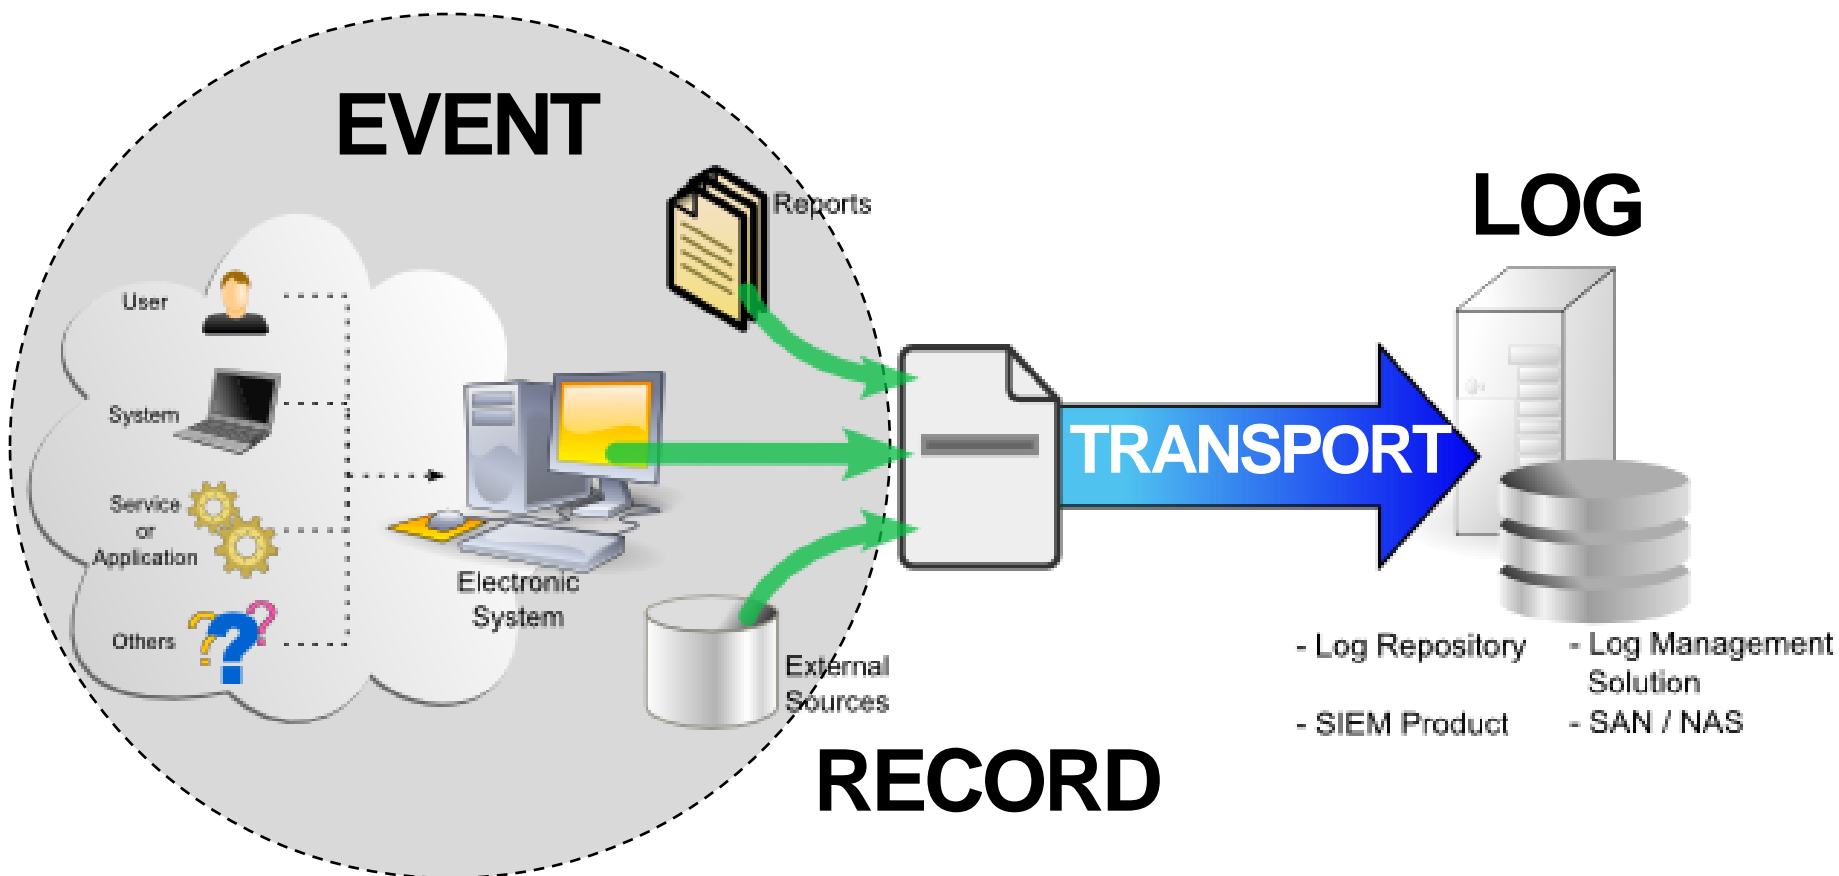 EVENT
Reports
LOG
User
System
Service
or
Application
Others
Electronic
System
TRANSPORT
External
Sources
RECORD
- Log Repository
- Log Management
Solution
- SIEM Product
- SAN / NAS